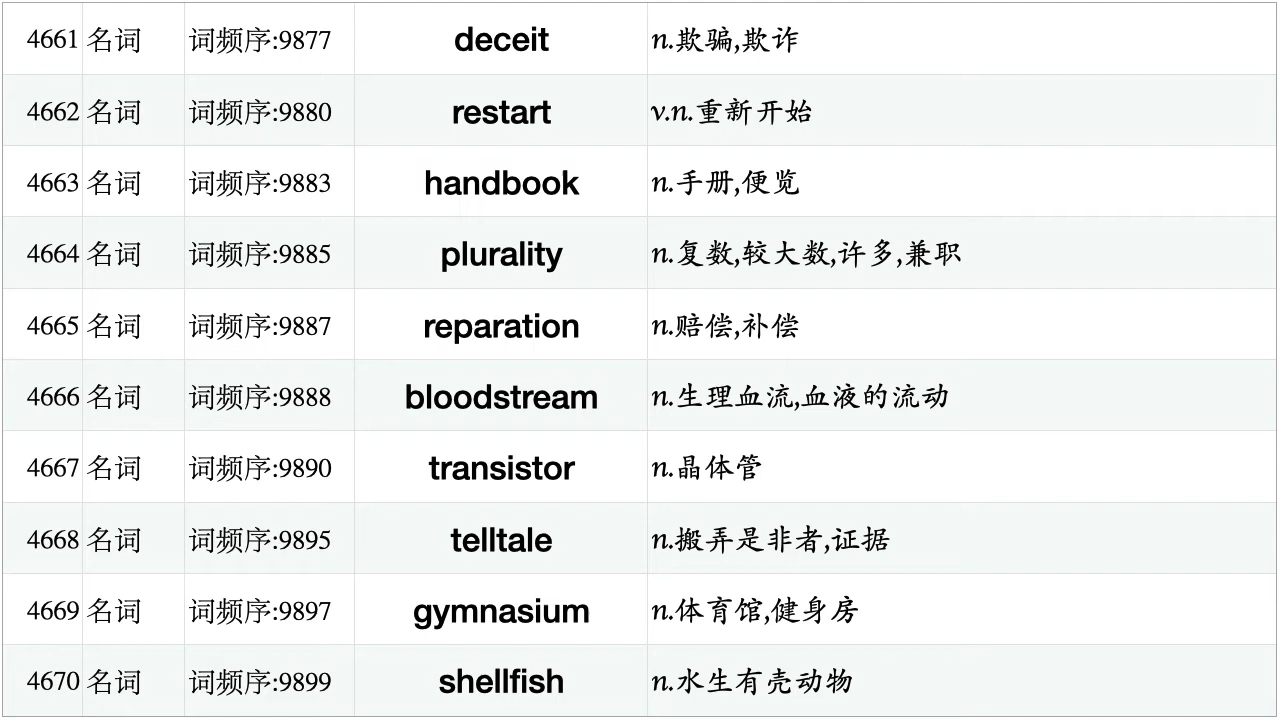 4661 名词 词频序:9877 deceit n.欺骗,欺诈
4662 名词 词频序:9880 restart v.n.重新开始
4663 名词 词频序:9883 handbook n.手册,便览
4664 名词 词频序:9885 plurality n.复数,较大数,许多,兼职
4665 名词 词频序:9887 reparation n.赔偿,补偿
4666 名词 词频序:9888 bloodstream n.生理血流,血液的流动
4667 名词 词频序:9890 transistor n.晶体管
4668 名词 词频序:9895 telltale n.搬弄是非者,证据
4669 名词 词频序:9897 gymnasium n.体育馆,健身房
4670 名词 词频序:9899 shellfish n.水生有壳动物